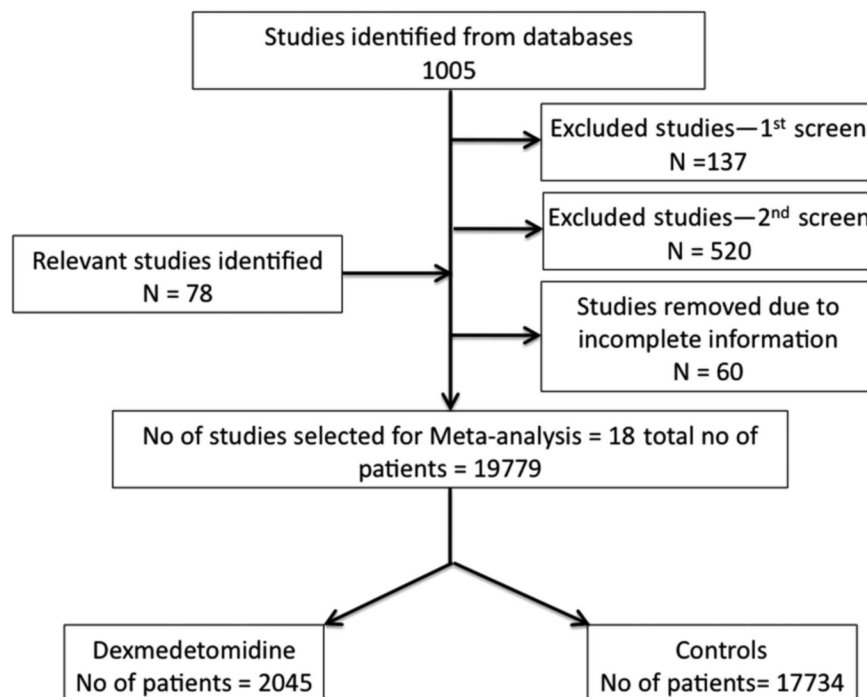 Studies identified from databases
1005
Excluded studies—1st screen
N =137
Excluded studies—2nd screen
N = 520
Relevant studies identified
N = 78
Studies removed due to
incomplete information
N = 60
No of studies selected for Meta-analysis = 18 total no of
patients = 19779
Dexmedetomidine
No of patients = 2045
Controls
No of patients= 17734